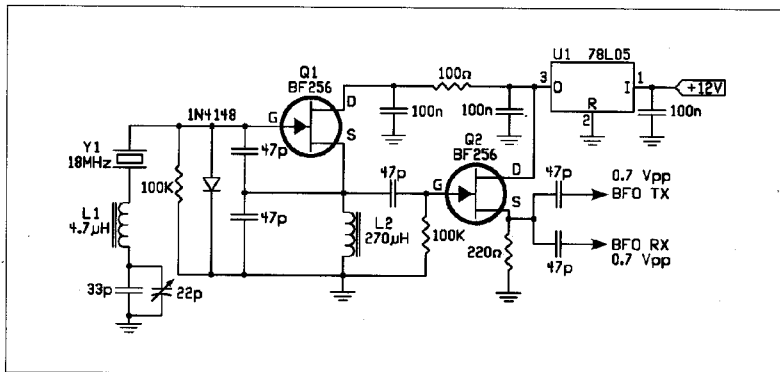 U1 78L05
Q1
BF256
100Ω
3 O I 1
+12V
D
R
2
1N4148
G
100n
100n
100n
S
Q2
BF256
Y1
18MHz
47p
47p
D
47p
0.7 Vpp
BFO TX
G
100K
S
L1
4.7μH
47p
L2
270μH
100K
220Ω
47p
BFO RX
0.7 Vpp
33p
22p